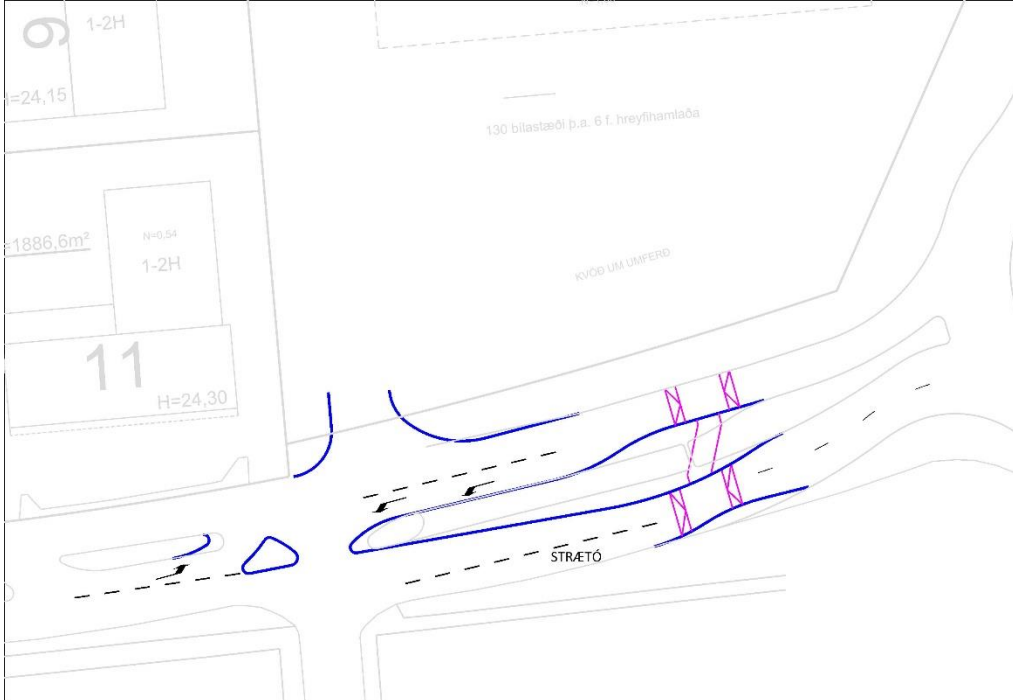 9
1-2H
=24,15
130 bílastæði þ.a. 6 f. hreyfihamlaða
=1886,6m²
N=0,54
1-2H
KVÖÐ UM UMFERÐ
11
H=24,30
STRÆTÓ